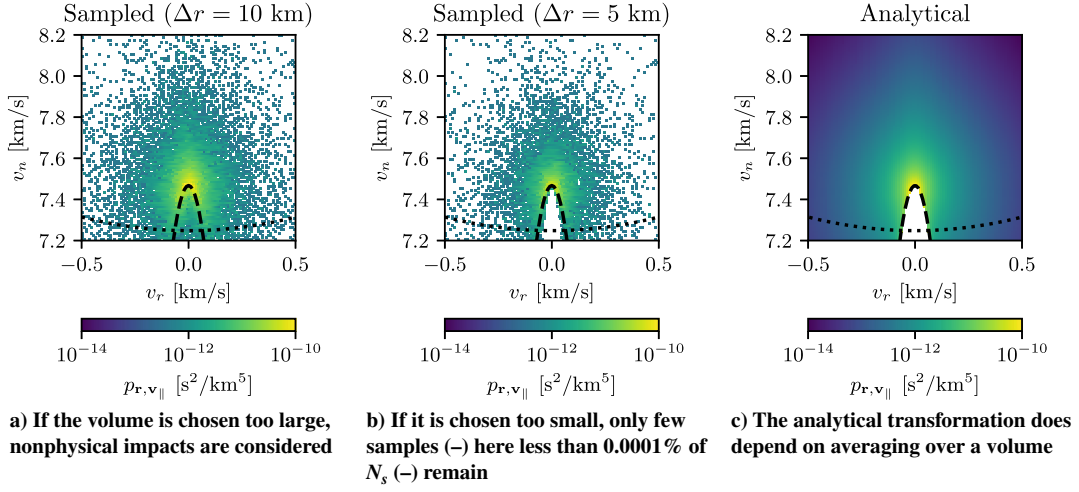 Sampled (Δr = 10 km)
8.2
8.0
7.8
7.6
7.4
7.2
v_n [km/s]
−0.5
0.0
0.5
v_r [km/s]
10^{−14}
10^{−12}
10^{−10}
p_{r,v_∥} [s²/km⁵]
a) If the volume is chosen too large,
nonphysical impacts are considered
Sampled (Δr = 5 km)
8.2
8.0
7.8
7.6
7.4
7.2
v_n [km/s]
−0.5
0.0
0.5
v_r [km/s]
10^{−14}
10^{−12}
10^{−10}
p_{r,v_∥} [s²/km⁵]
b) If it is chosen too small, only few
samples (–) here less than 0.0001% of
N_s (–) remain
Analytical
8.2
8.0
7.8
7.6
7.4
7.2
v_n [km/s]
−0.5
0.0
0.5
v_r [km/s]
10^{−14}
10^{−12}
10^{−10}
p_{r,v_∥} [s²/km⁵]
c) The analytical transformation does
depend on averaging over a volume